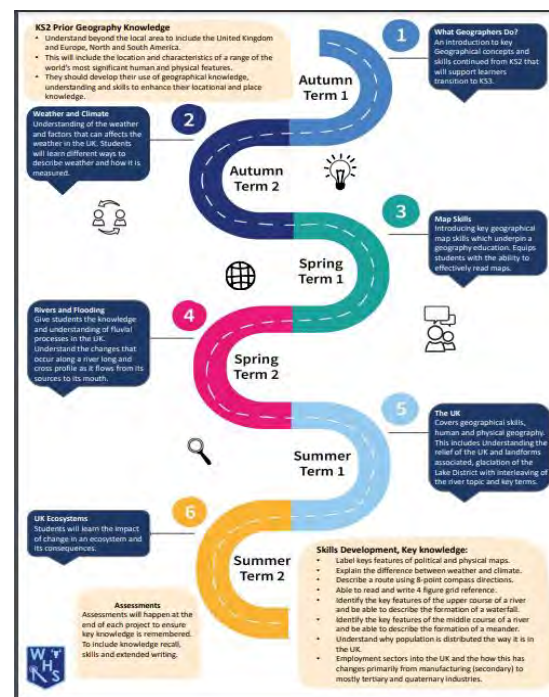 KS2 Prior Geography Knowledge
• Understand beyond the local area to include the United Kingdom
and Europe, North and South America.
• This will include the location and characteristics of a range of the
world's most significant human and physical features.
• They should develop their use of geographical knowledge,
understanding and skills to enhance their locational and place
knowledge.
1
What Geographers Do?
An introduction to key
Geographical concepts and
skills continued from KS2 that
will support learners
transition to KS3.
Autumn
Term 1
2
Weather and Climate
Understanding of the weather
and factors that can affects the
weather in the UK. Students
will learn different ways to
describe weather and how it is
measured.
Autumn
Term 2
3
Map Skills
Introducing key geographical
map skills which underpin a
geography education. Equips
students with the ability to
effectively read maps.
Spring
Term 1
4
Rivers and Flooding
Give students the knowledge
and understanding of fluvial
processes in the UK.
Understand the changes that
occur along a river long and
cross profile as it flows from its
sources to its mouth.
Spring
Term 2
5
The UK
Covers geographical skills,
human and physical geography.
This includes Understanding the
relief of the UK and landforms
associated, glaciation of the
Lake District with interleaving of
the river topic and key terms.
Summer
Term 1
6
UK Ecosystems
Students will learn the impact
of change in an ecosystem and
its consequences.
Summer
Term 2
Skills Development, Key knowledge:
• Label keys features of political and physical maps.
• Explain the difference between weather and climate.
• Describe a route using 8-point compass directions.
• Able to read and write 4 figure grid reference.
• Identify the key features of the upper course of a river
and be able to describe the formation of a waterfall.
• Identify the key features of the middle course of a river
and be able to describe the formation of a meander.
• Understand why population is distributed the way it is in
the UK.
• Employment sectors into the UK and the how this has
changes primarily from manufacturing (secondary) to
mostly tertiary and quaternary industries.
Assessments
Assessments will happen at the
end of each project to ensure
key knowledge is remembered.
To include knowledge recall,
skills and extended writing.
W H S